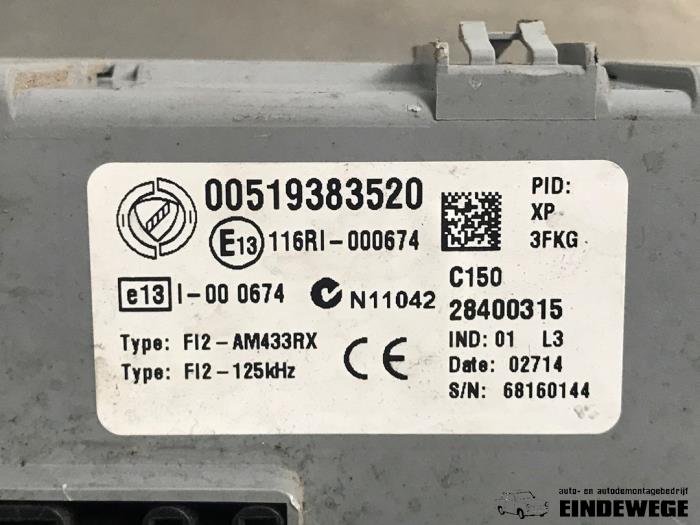 00519383520
E13 116RI-000674
PID:
XP
3FKG
e13 I-00 0674
N11042
C150
28400315
Type: FI2-AM433RX
IND: 01 L3
Type: FI2-125kHz
CE
Date: 02714
S/N: 68160144
auto- en autodemontagebedrijf
EINDEWEGE